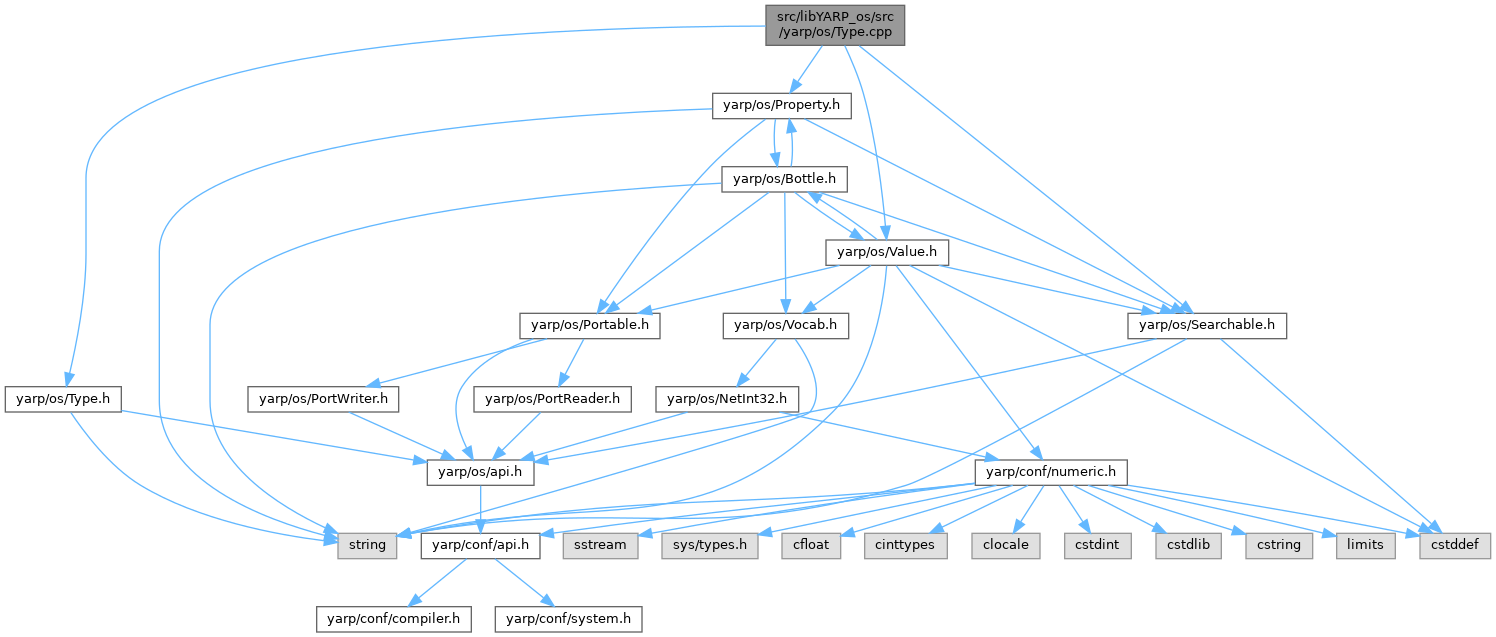 src/libYARP_os/src
/yarp/os/Type.cpp
yarp/os/Property.h
yarp/os/Bottle.h
yarp/os/Value.h
yarp/os/Portable.h
yarp/os/Vocab.h
yarp/os/Searchable.h
yarp/os/Type.h
yarp/os/PortWriter.h
yarp/os/PortReader.h
yarp/os/NetInt32.h
yarp/os/api.h
yarp/conf/numeric.h
string
yarp/conf/api.h
sstream
sys/types.h
cfloat
cinttypes
clocale
cstdint
cstdlib
cstring
limits
cstddef
yarp/conf/compiler.h
yarp/conf/system.h